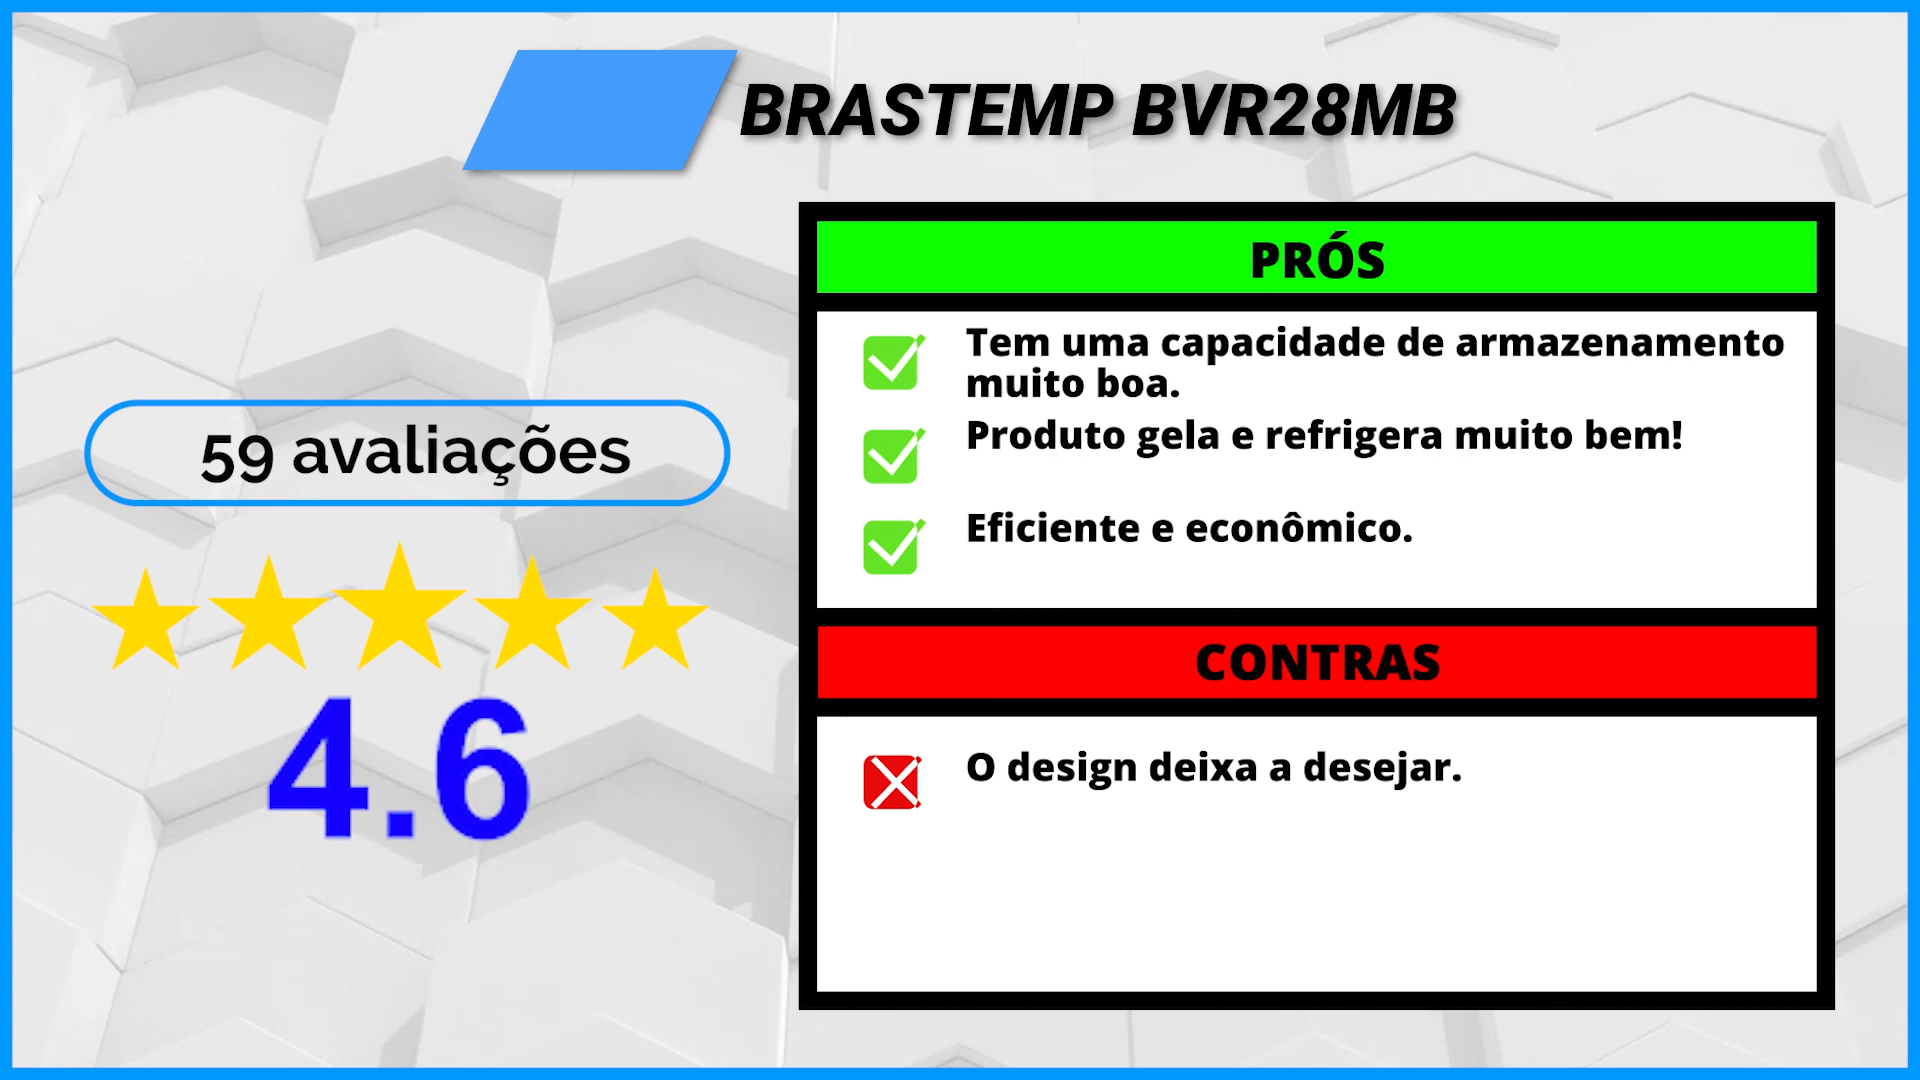 BRASTEMP BVR28MB
59 avaliações
4.6
PRÓS
Tem uma capacidade de armazenamento
muito boa.
Produto gela e refrigera muito bem!
Eficiente e econômico.
CONTRAS
O design deixa a desejar.